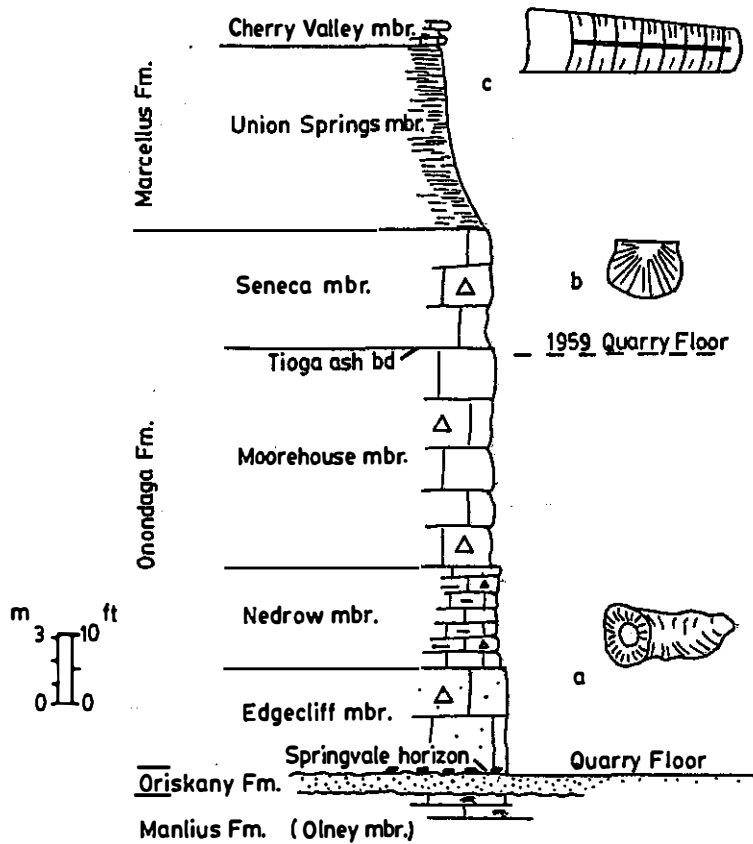 Cherry Valley mbr.
c
Marcellus Fm.
Union Springs mbr.
Seneca mbr.
b
1959 Quarry Floor
Tioga ash bd
Onondaga Fm.
Moorehouse mbr.
m ft
3 10
0 0
Nedrow mbr.
a
Edgecliff mbr.
Springvale horizon
Quarry Floor
Oriskany Fm.
Manlius Fm. (Olney mbr.)